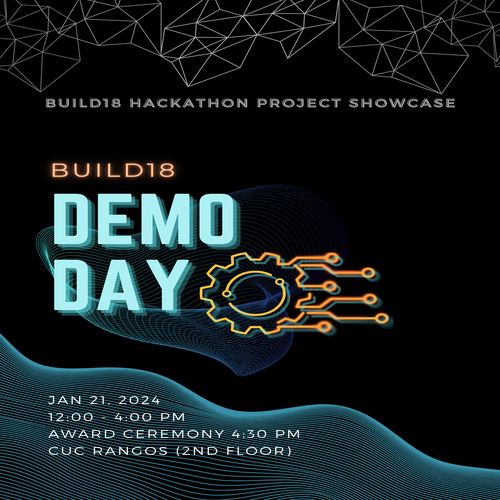 BUILD18 HACKATHON PROJECT SHOWCASE
BUILD18
DEMO
DAY
JAN 21, 2024
12:00 - 4:00 PM
AWARD CEREMONY 4:30 PM
CUC RANGOS (2ND FLOOR)